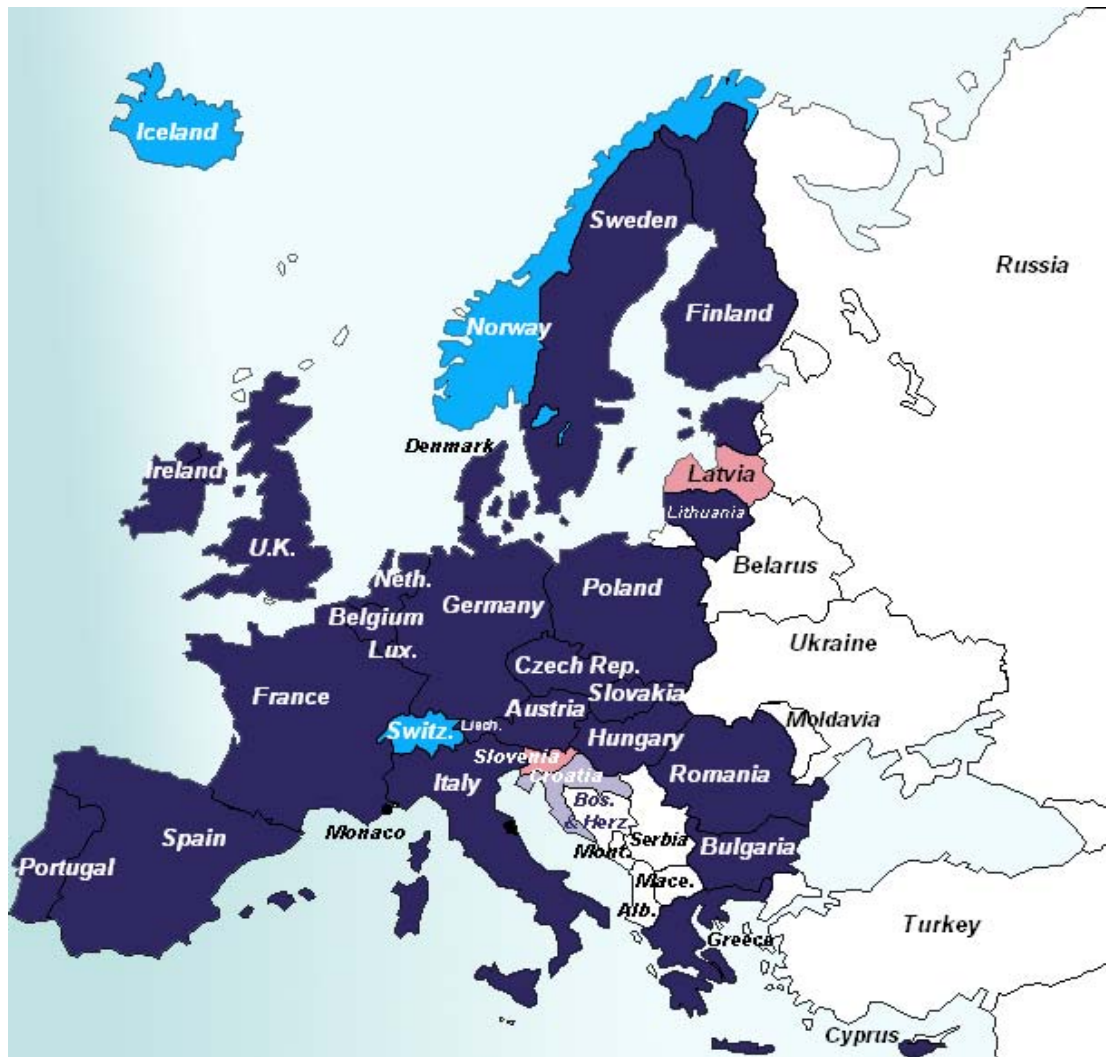 Iceland
Sweden
Russia
Finland
Norway
Denmark
Ireland
Latvia
Lithuania
U.K.
Belarus
Neth.
Germany
Poland
Belgium
Ukraine
Lux.
Czech Rep.
France
Slovakia
Austria
Moldavia
Switz.
Liech.
Hungary
Slovenia
Croatia
Romania
Italy
Bos.
& Herz
Monaco
Spain
Serbia
Mont.
Bulgaria
Portugal
Mace.
Alb.
Greece
Turkey
Cyprus